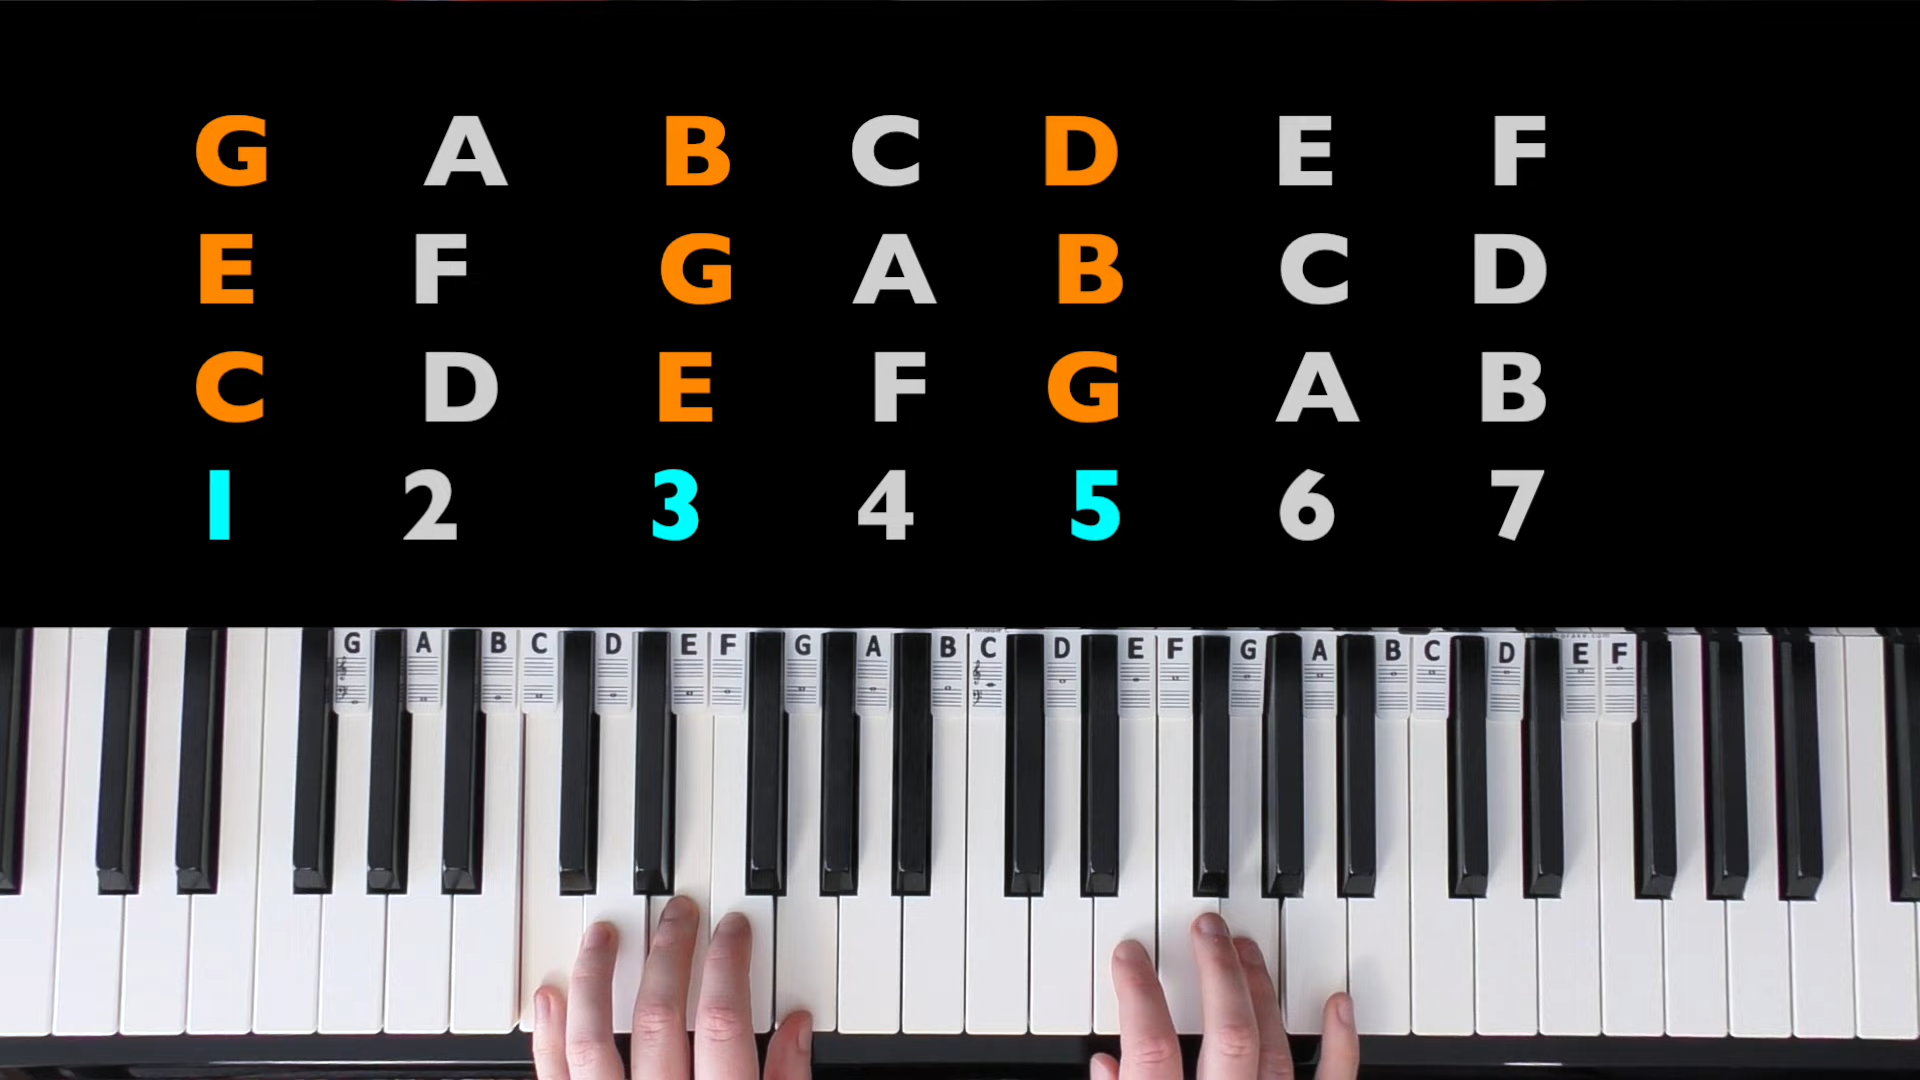 G A B C D E F
E F G A B C D
C D E F G A B
1 2 3 4 5 6 7
G A B C D E F G A B C D E F G A B C D E F